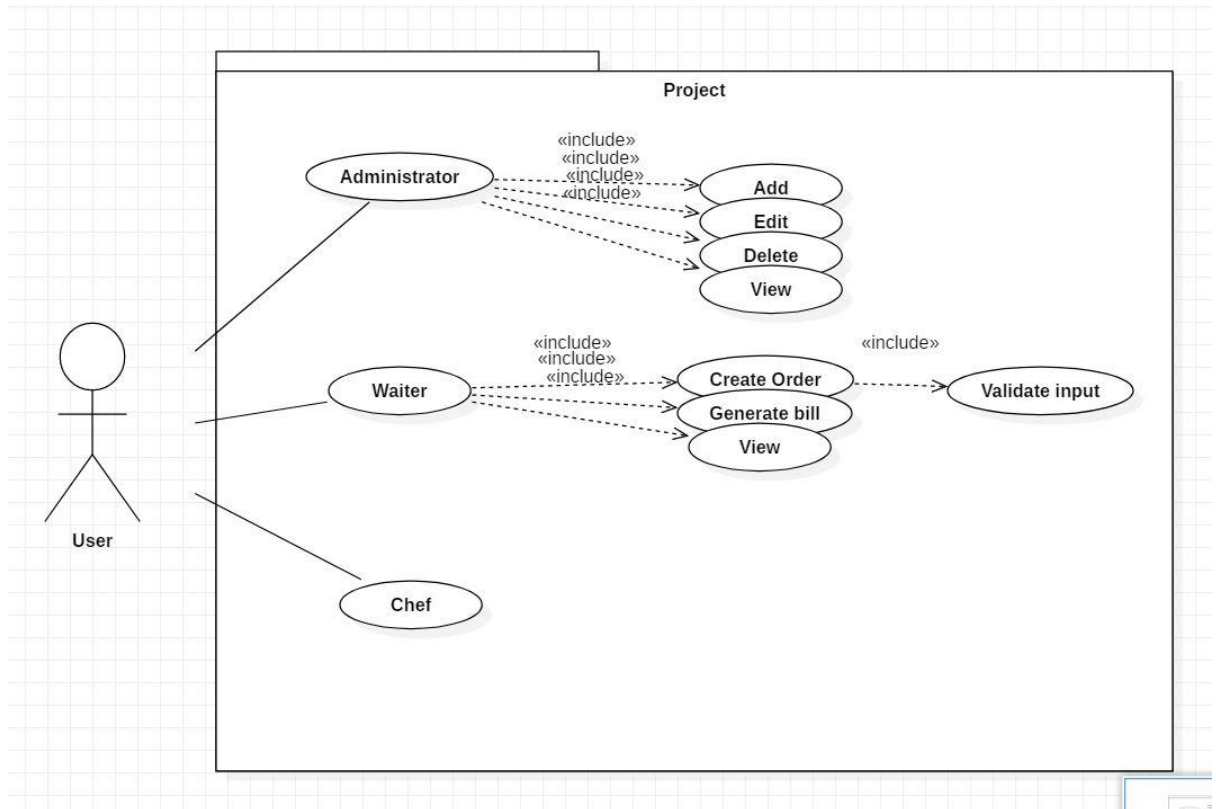 Project
«include»
«include»
«include»
«include»
Administrator
Add
Edit
Delete
View
«include»
«include»
«include»
«include»
Waiter
Create Order
Validate input
Generate bill
View
User
Chef